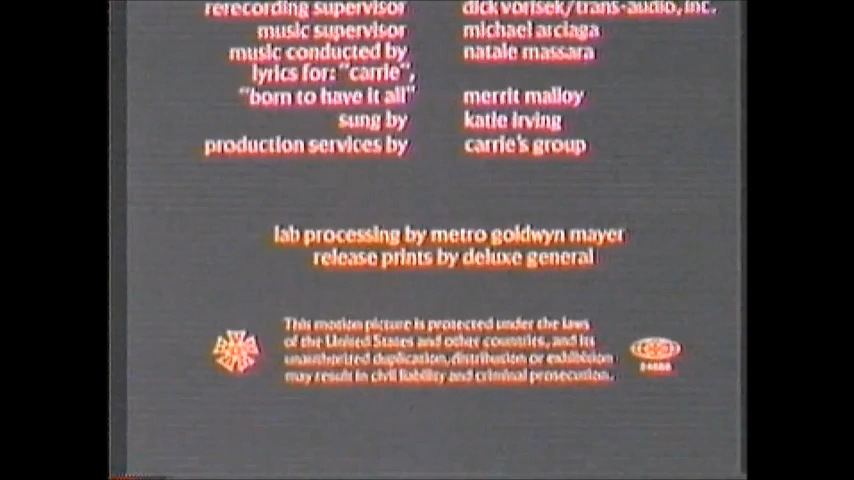 rerecording supervisor dick vorisek/trans-audio, inc.
music supervisor michael arciaga
music conducted by natale massara
lyrics for: "carrie",
"born to have it all" merrit malloy
sung by katie irving
production services by carrie's group
lab processing by metro goldwyn mayer
release prints by deluxe general
This motion picture is protected under the laws
of the United States and other countries, and its
unauthorized duplication, distribution or exhibition
may result in civil liability and criminal prosecution.